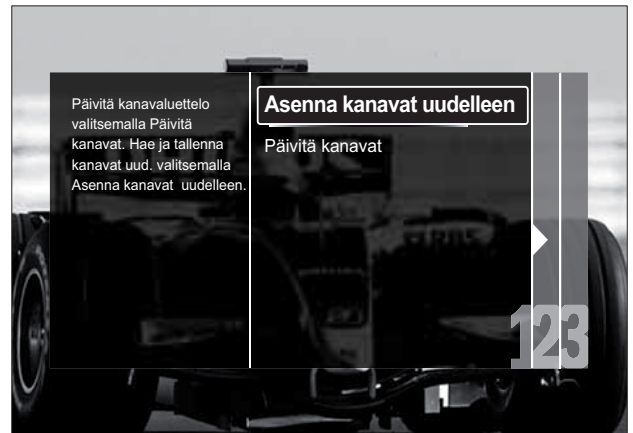 Päivitä kanavaluettelo
valitsemalla Päivitä
kanavat. Hae ja tallenna
kanavat uud. valitsemalla
Asenna kanavat uudelleen.
Asenna kanavat uudelleen
Päivitä kanavat
123